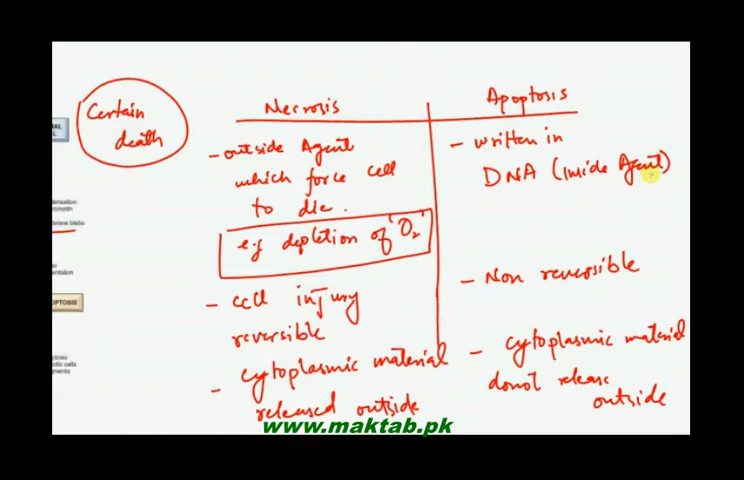 Certain
death
Necrosis
- outside Agent
which force cell
to die.
e.g depletion of 'O2'
- cell injury
reversible
- cytoplasmic material
released outside
Apoptosis
- written in
DNA (inside Agent)
- Non reversible
- cytoplasmic material
donot release
outside
OPTOSIS
www.maktab.pk